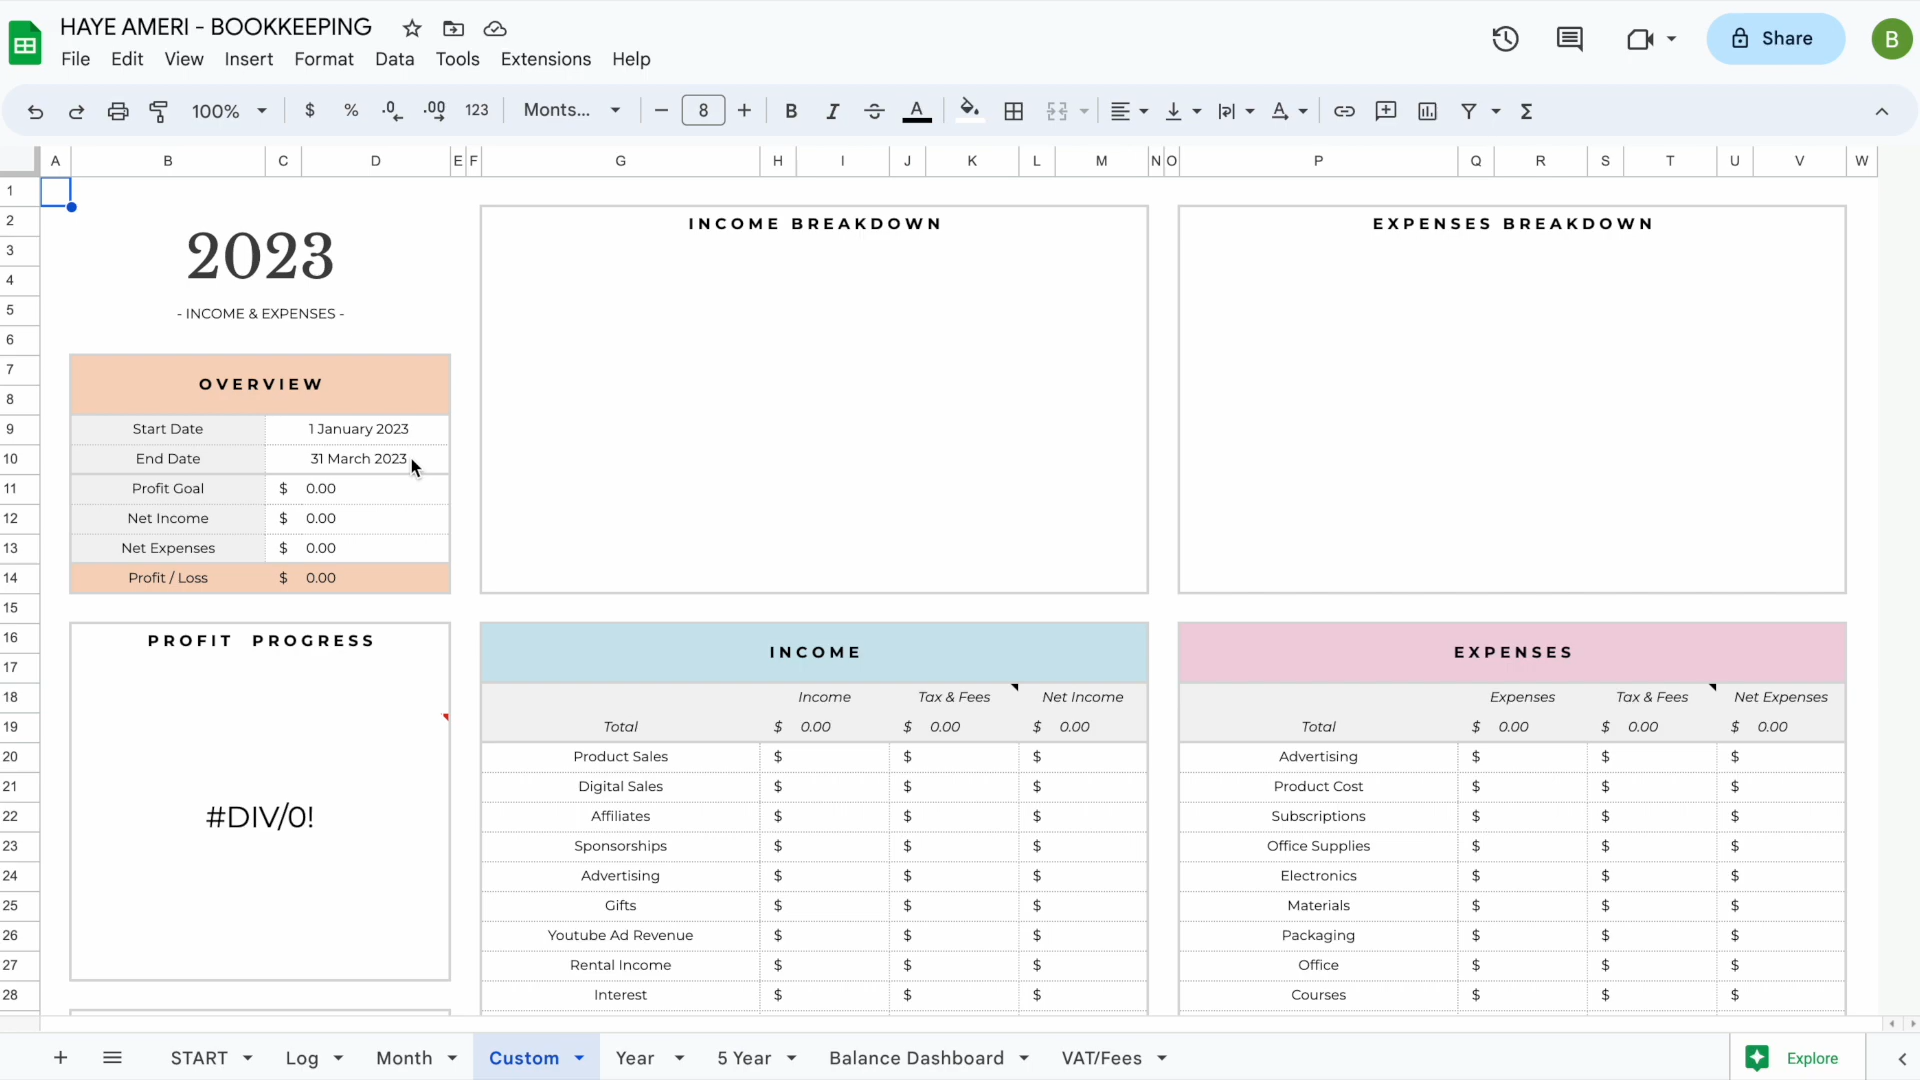 HAYE AMERI - BOOKKEEPING
File Edit View Insert Format Data Tools Extensions Help
Share
B
100% $ % .0 .00 123 Monts... 8 B I S A A Σ
A B C D E F G H I J K L M N O P Q R S T U V W
1
2
3
4
5
6
7
8
9
10
11
12
13
14
15
16
17
18
19
20
21
22
23
24
25
26
27
28
2023
- INCOME & EXPENSES -
OVERVIEW
Start Date 1 January 2023
End Date 31 March 2023
Profit Goal $ 0.00
Net Income $ 0.00
Net Expenses $ 0.00
Profit / Loss $ 0.00
PROFIT PROGRESS
#DIV/0!
INCOME BREAKDOWN
INCOME
Income Tax & Fees Net Income
Total $ 0.00 $ 0.00 $ 0.00
Product Sales $ $ $
Digital Sales $ $ $
Affiliates $ $ $
Sponsorships $ $ $
Advertising $ $ $
Gifts $ $ $
Youtube Ad Revenue $ $ $
Rental Income $ $ $
Interest $ $ $
EXPENSES BREAKDOWN
EXPENSES
Expenses Tax & Fees Net Expenses
Total $ 0.00 $ 0.00 $ 0.00
Advertising $ $ $
Product Cost $ $ $
Subscriptions $ $ $
Office Supplies $ $ $
Electronics $ $ $
Materials $ $ $
Packaging $ $ $
Office $ $ $
Courses $ $ $
START Log Month Custom Year 5 Year Balance Dashboard VAT/Fees Explore